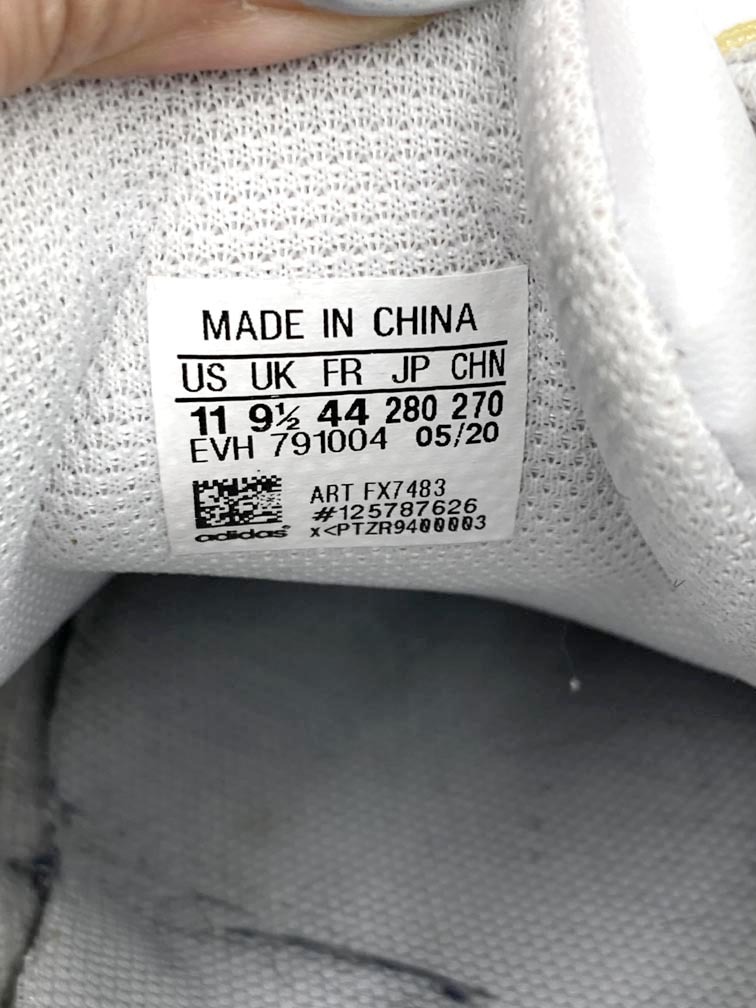 MADE IN CHINA
US UK FR JP CHN
11 9½ 44 280 270
EVH 791004 05/20
ART FX7483
#125787626
adidas® x<PTZR9400003